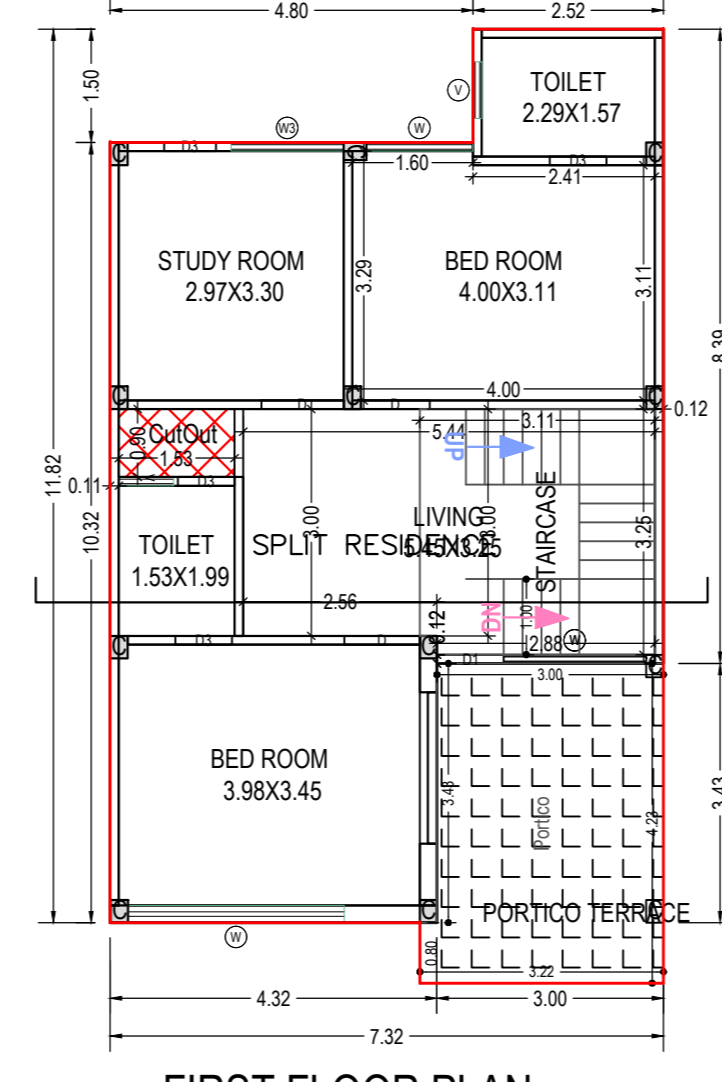 4.80
2.52
1.50
TOILET
2.29X1.57
V
W3
W
D3
D3
C
C
C
1.60
2.41
STUDY ROOM
2.97X3.30
BED ROOM
4.00X3.11
3.29
3.11
8.39
4.00
C
C
C
D
D
0.12
3.11
5.44
CutOut
0.90
1.53
UP
11.82
10.32
0.11
D3
3.00
LIVING
5.45X3.25
3.00
STAIRCASE
3.25
TOILET
1.53X1.99
SPLIT RESIDENCE
2.56
DN
1.00
D3
D
C
2.88
W
D1
C
C
3.00
BED ROOM
3.98X3.45
Portico
4.23
3.43
PORTICO TERRACE
C
C
C
W
0.80
3.22
4.32
3.00
7.32
FIRST FLOOR PLAN